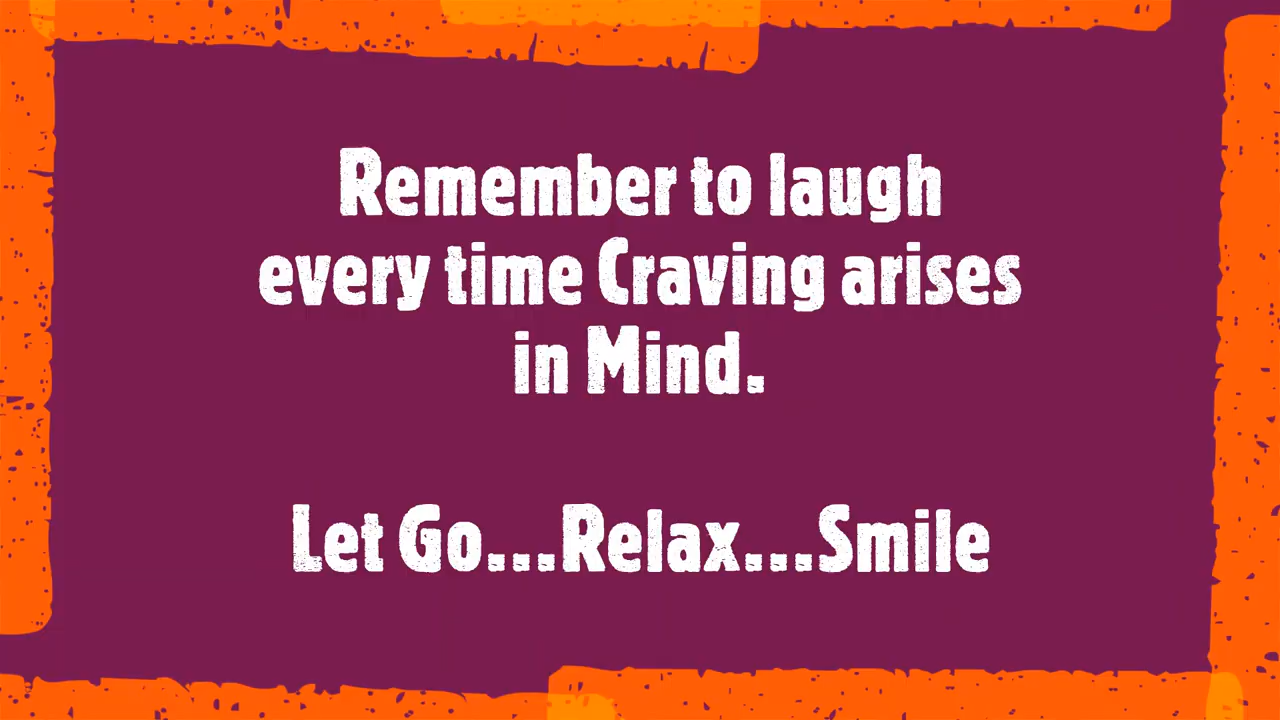 Remember to laugh
every time Craving arises
in Mind.
Let Go...Relax...Smile